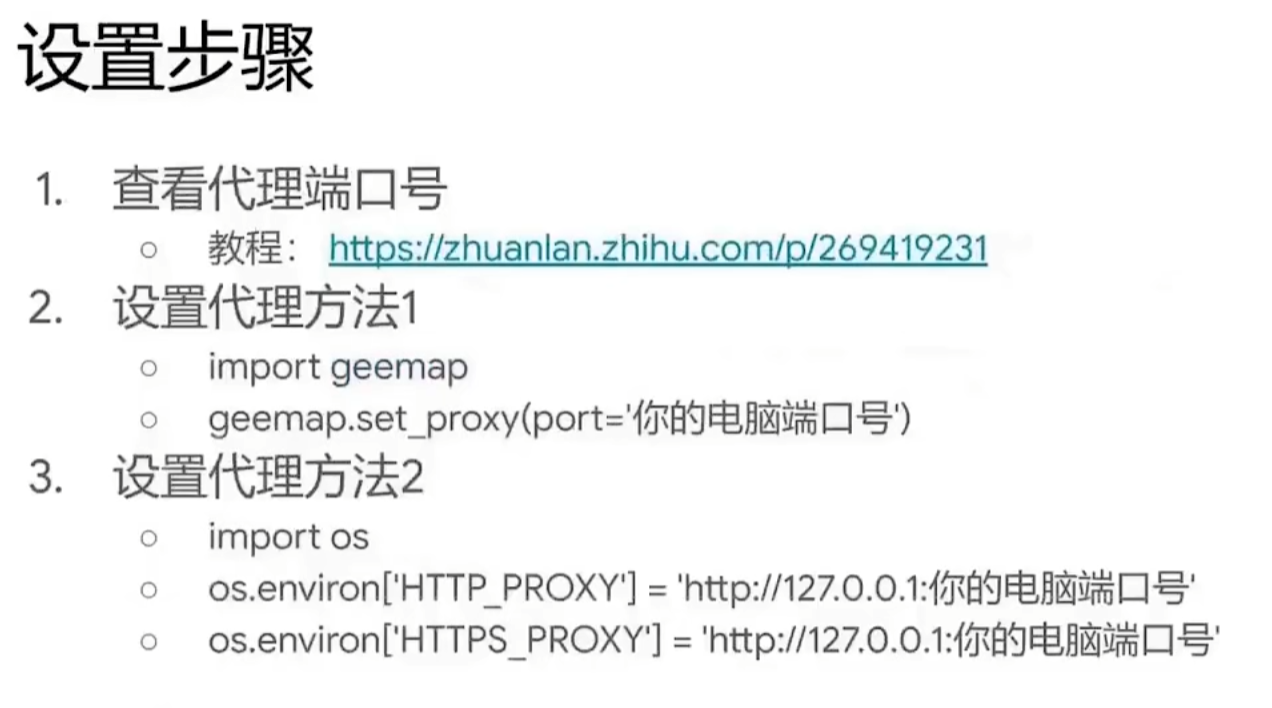 设置步骤
1. 查看代理端口号
○ 教程： https://zhuanlan.zhihu.com/p/269419231
2. 设置代理方法1
○ import geemap
○ geemap.set_proxy(port='你的电脑端口号')
3. 设置代理方法2
○ import os
○ os.environ['HTTP_PROXY'] = 'http://127.0.0.1:你的电脑端口号'
○ os.environ['HTTPS_PROXY'] = 'http://127.0.0.1:你的电脑端口号'